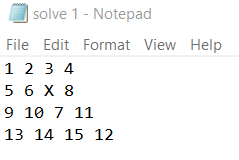 solve 1 - Notepad
File Edit Format View Help
1 2 3 4
5 6 X 8
9 10 7 11
13 14 15 12